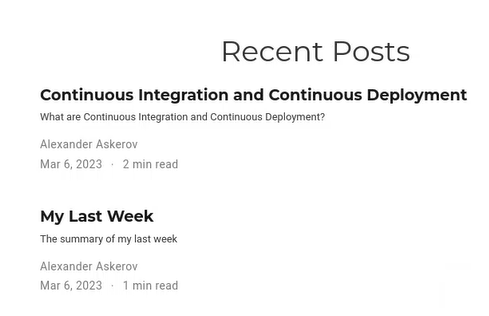 Recent Posts
Continuous Integration and Continuous Deployment
What are Continuous Integration and Continuous Deployment?
Alexander Askerov
Mar 6, 2023 · 2 min read
My Last Week
The summary of my last week
Alexander Askerov
Mar 6, 2023 · 1 min read